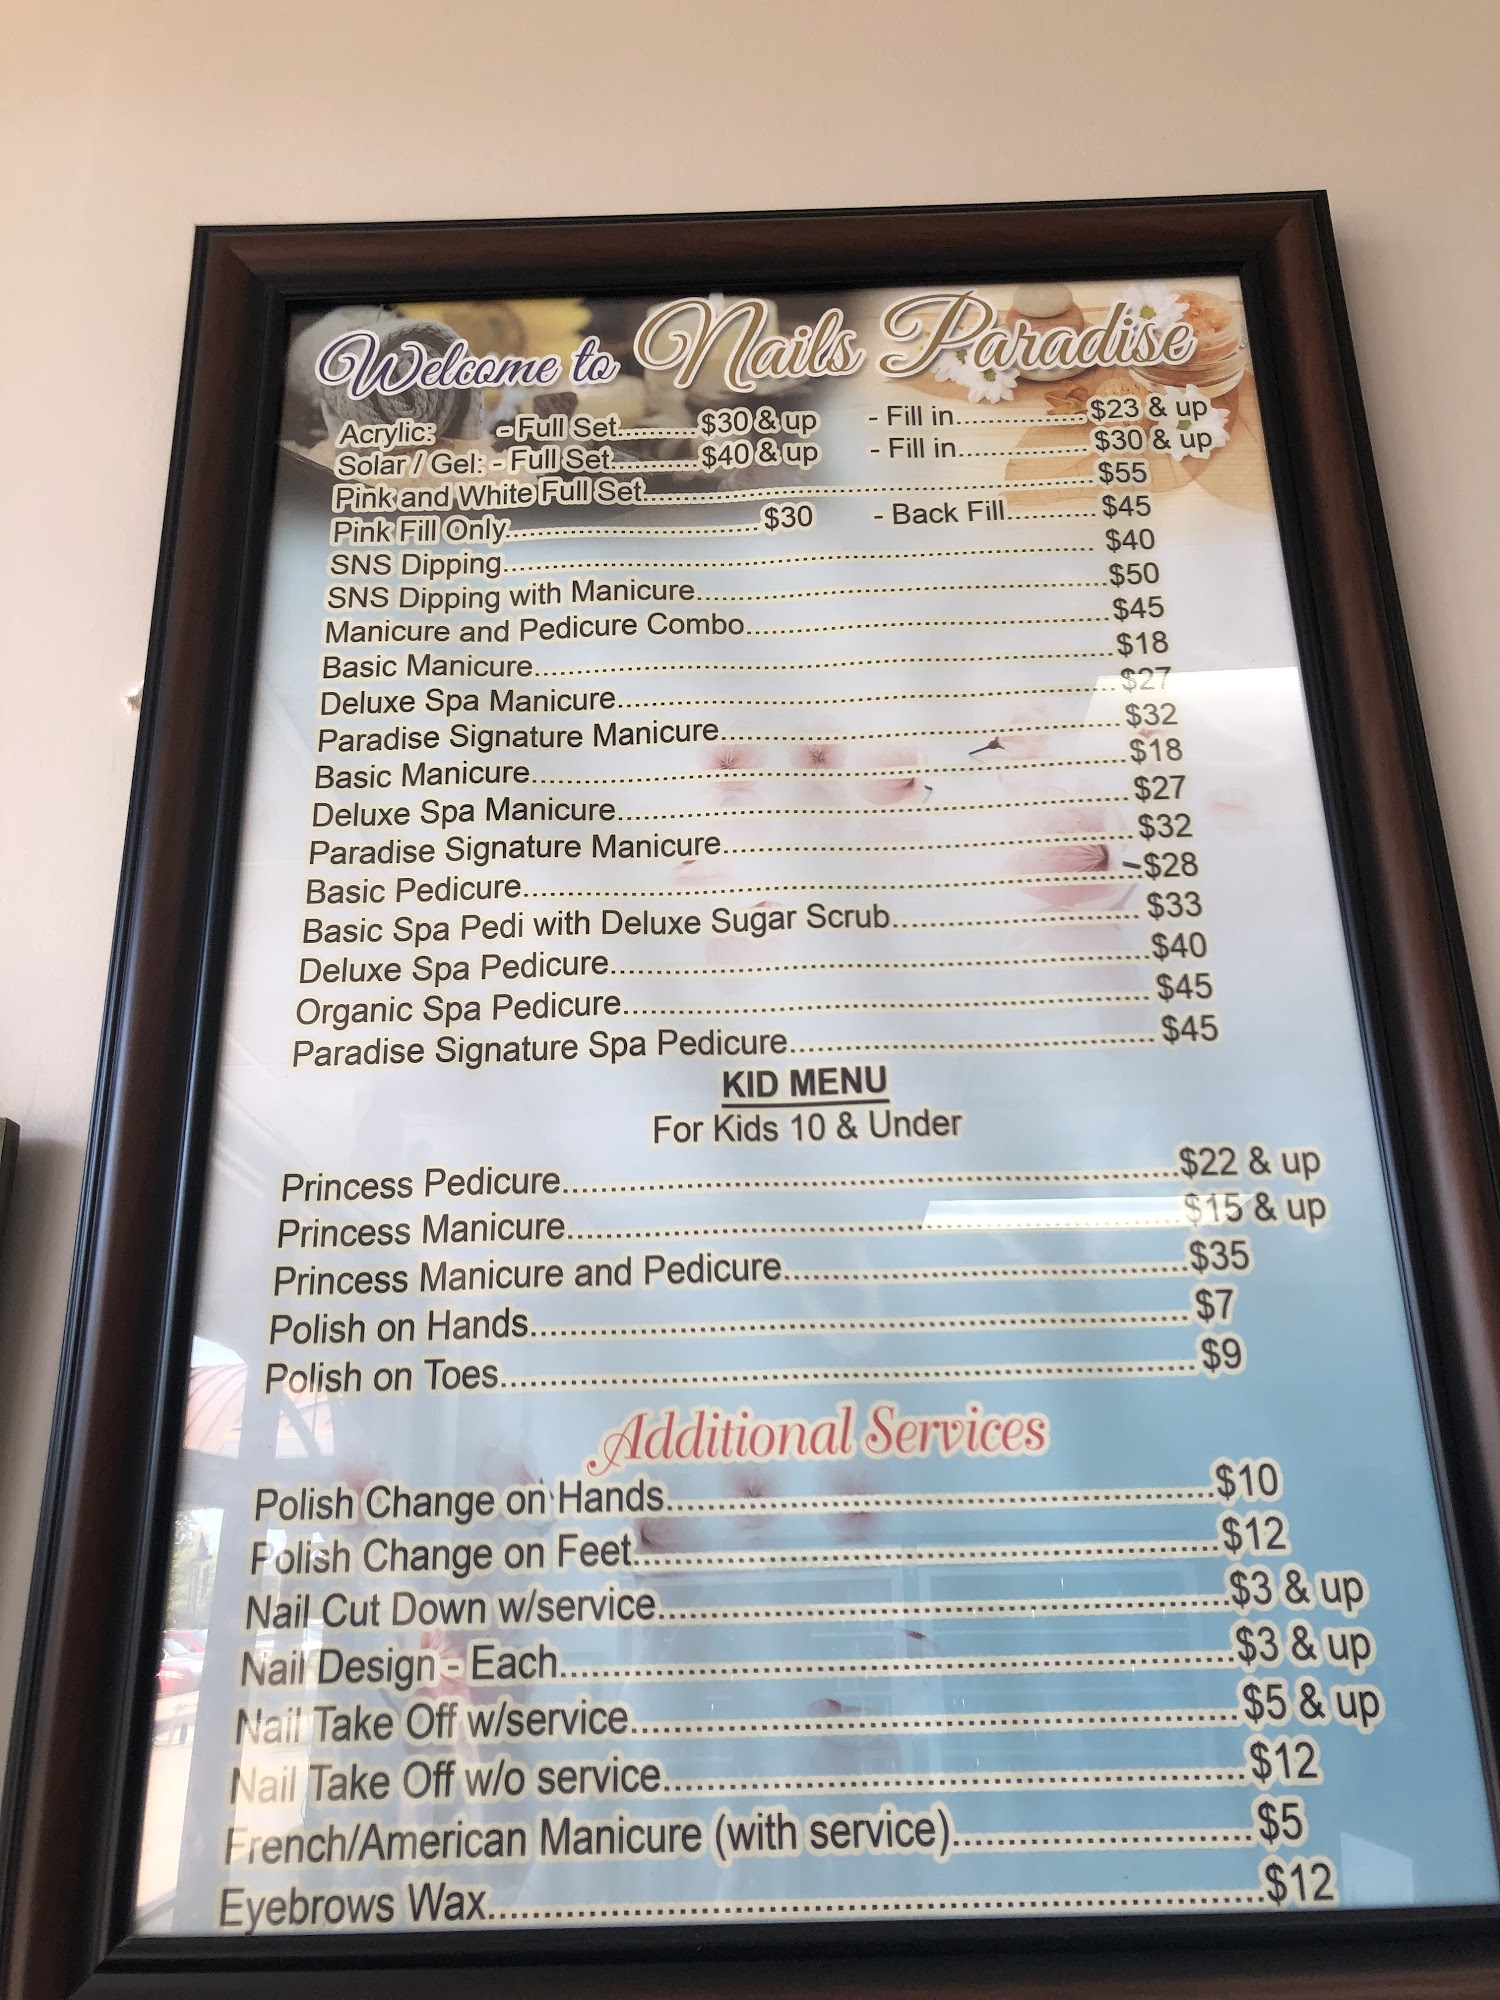 Welcome to Nails Paradise
Acrylic: - Full Set..........$30 & up - Fill in................$23 & up
Solar / Gel: - Full Set...........$40 & up - Fill in................$30 & up
Pink and White Full Set..........................................................$55
Pink Fill Only................................$30 - Back Fill...........$45
SNS Dipping..........................................................................$40
SNS Dipping with Manicure....................................................$50
Manicure and Pedicure Combo..............................................$45
Basic Manicure.......................................................................$18
Deluxe Spa Manicure.............................................................$27
Paradise Signature Manicure..................................................$32
Basic Manicure.......................................................................$18
Deluxe Spa Manicure.............................................................$27
Paradise Signature Manicure..................................................$32
Basic Pedicure.......................................................................$28
Basic Spa Pedi with Deluxe Sugar Scrub............................$33
Deluxe Spa Pedicure.............................................................$40
Organic Spa Pedicure............................................................$45
Paradise Signature Spa Pedicure..........................................$45
KID MENU
For Kids 10 & Under
Princess Pedicure..............................................................$22 & up
Princess Manicure.............................................................$15 & up
Princess Manicure and Pedicure........................................$35
Polish on Hands.................................................................$7
Polish on Toes...................................................................$9
Additional Services
Polish Change on Hands..................................................$10
Polish Change on Feet.....................................................$12
Nail Cut Down w/service...................................................$3 & up
Nail Design - Each............................................................$3 & up
Nail Take Off w/service.....................................................$5 & up
Nail Take Off w/o service..................................................$12
French/American Manicure (with service).........................$5
Eyebrows Wax...................................................................$12